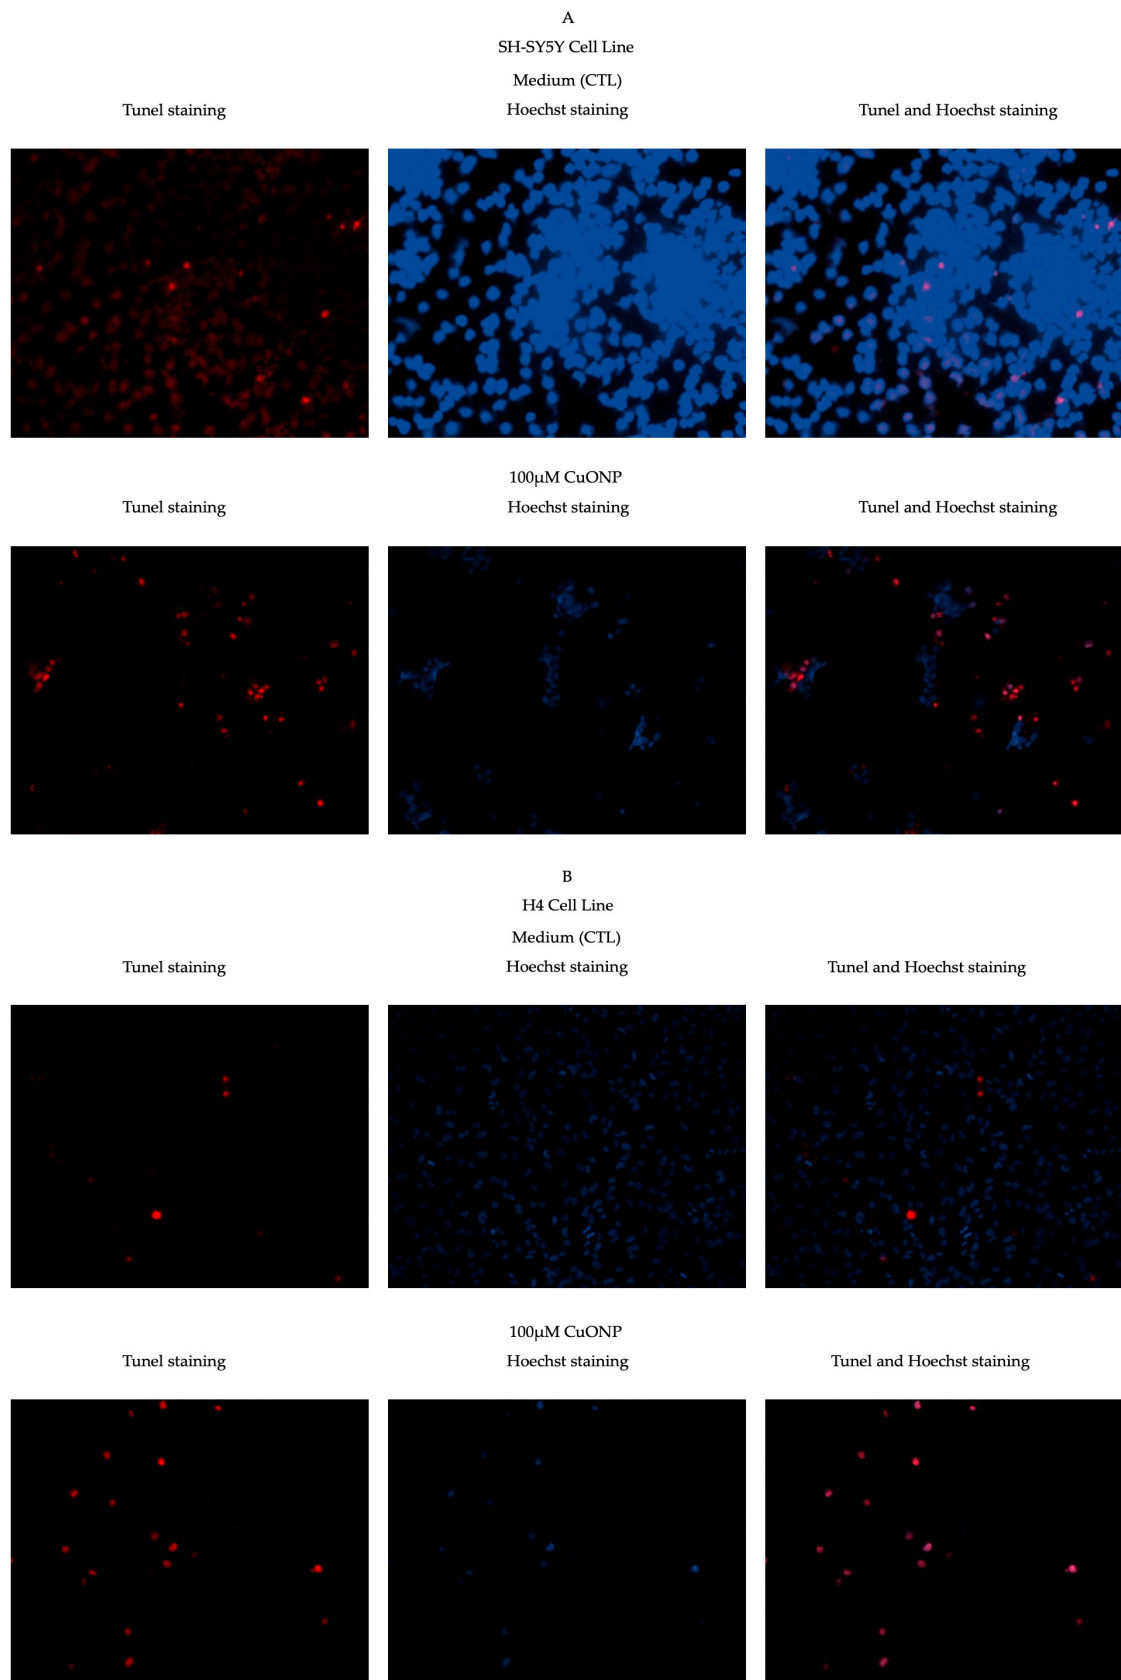 A
SH-SY5Y Cell Line
Medium (CTL)
Tunel staining Hoechst staining Tunel and Hoechst staining
100μM CuONP
Tunel staining Hoechst staining Tunel and Hoechst staining
B
H4 Cell Line
Medium (CTL)
Tunel staining Hoechst staining Tunel and Hoechst staining
100μM CuONP
Tunel staining Hoechst staining Tunel and Hoechst staining